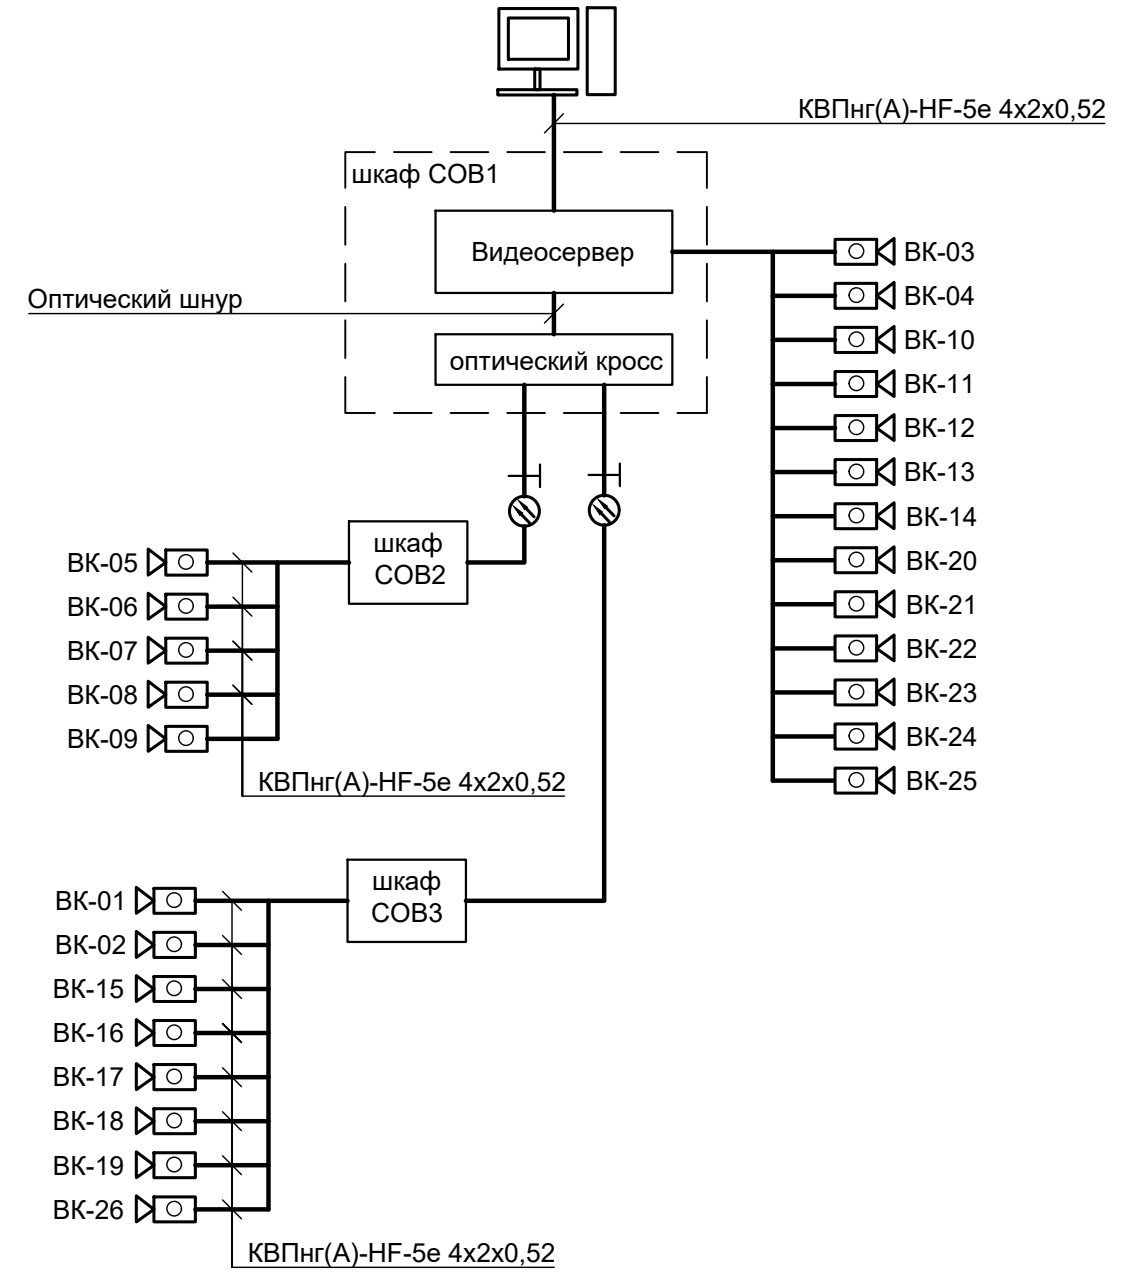 КВПнг(А)-HF-5е 4х2х0,52
шкаф СОВ1
Видеосервер
Оптический шнур
оптический кросс
ВК-03
ВК-04
ВК-10
ВК-11
ВК-12
ВК-13
ВК-14
ВК-20
ВК-21
ВК-22
ВК-23
ВК-24
ВК-25
шкаф
СОВ2
ВК-05
ВК-06
ВК-07
ВК-08
ВК-09
КВПнг(А)-HF-5е 4х2х0,52
шкаф
СОВ3
ВК-01
ВК-02
ВК-15
ВК-16
ВК-17
ВК-18
ВК-19
ВК-26
КВПнг(А)-HF-5е 4х2х0,52